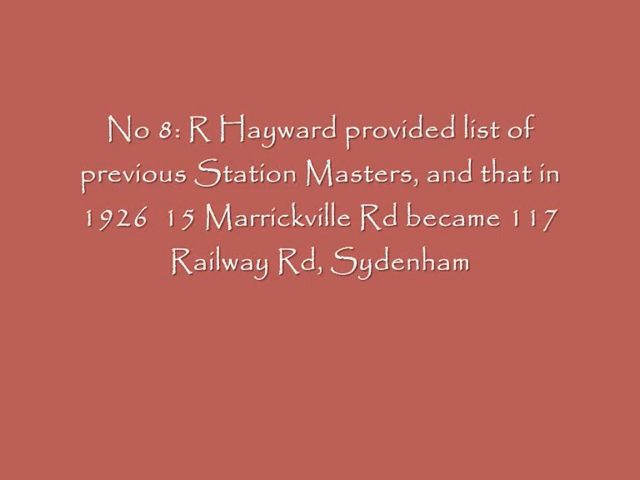 No 8: R Hayward provided list of
previous Station Masters, and that in
1926  15 Marrickville Rd became 117
Railway Rd, Sydenham